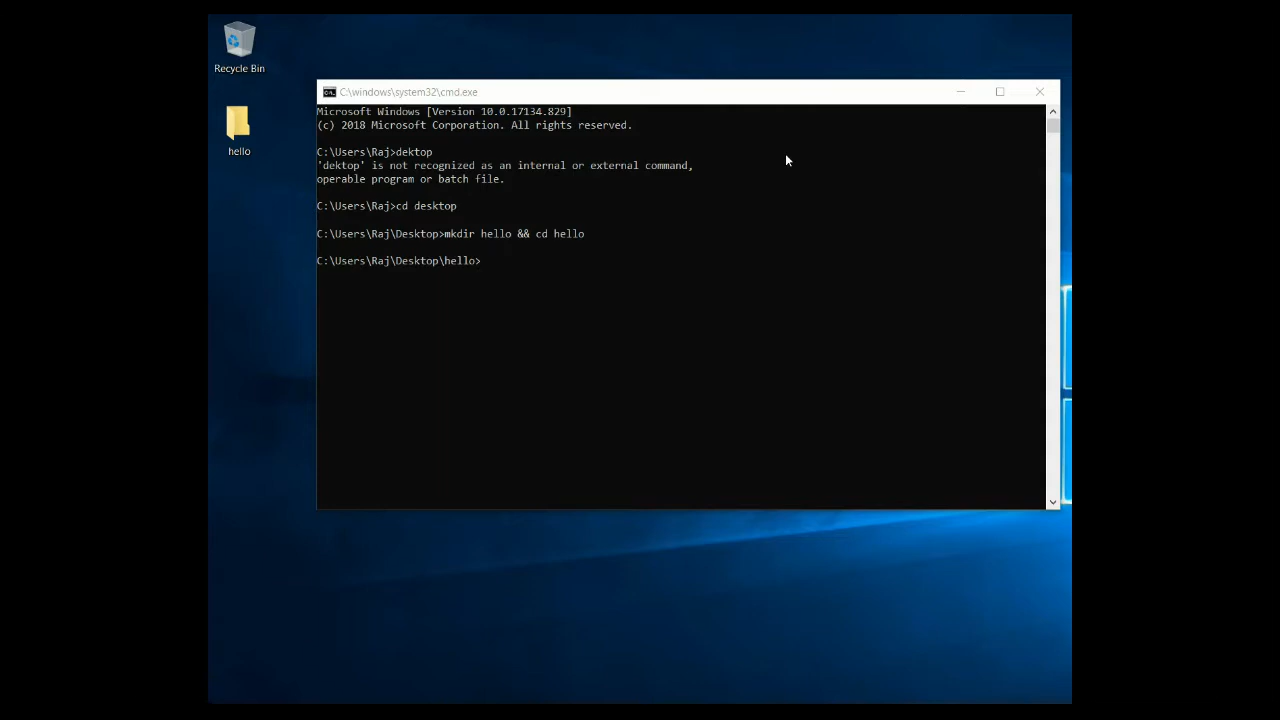 Recycle Bin
hello
C:\windows\system32\cmd.exe
Microsoft Windows [Version 10.0.17134.829]
(c) 2018 Microsoft Corporation. All rights reserved.
C:\Users\Raj>dektop
'dektop' is not recognized as an internal or external command,
operable program or batch file.
C:\Users\Raj>cd desktop
C:\Users\Raj\Desktop>mkdir hello && cd hello
C:\Users\Raj\Desktop\hello>